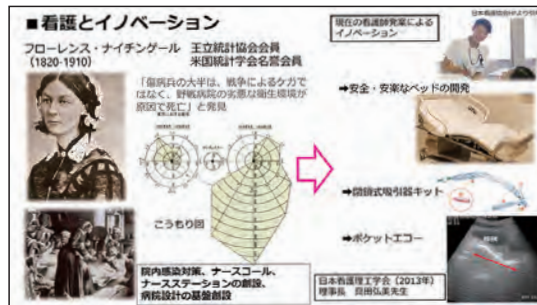 ■看護とイノベーション
フローレンス・ナイチンゲール
(1820-1910)
王立統計協会会員
米国統計学会名誉会員
「傷病兵の大半は、戦争によるケガで
はなく、野戦病院の劣悪な衛生環境が
原因で死亡」と発見
こうもり図
院内感染対策、ナースコール、
ナースステーションの創設、
病院設計の基盤創設
現在の看護師発案による
イノベーション
➡安全・安楽なベッドの開発
➡閉鎖式吸引器キット
➡ポケットエコー
日本看護理工学会（2013年）
理事長　真田弘美先生